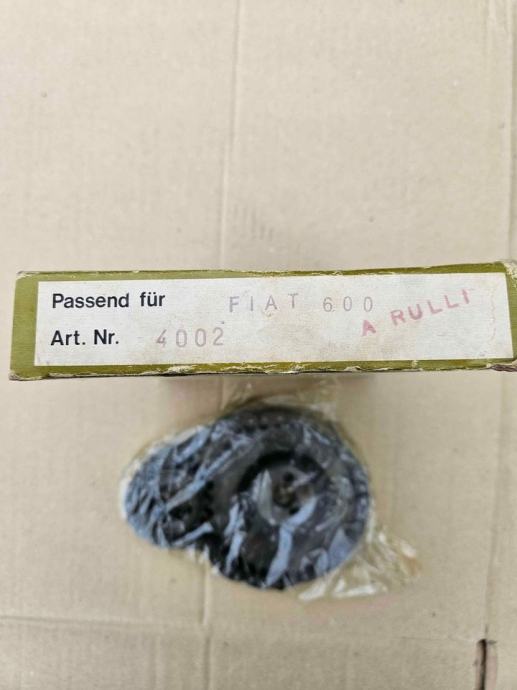 Passend für FIAT 600
Art. Nr. 4002 A RULLI